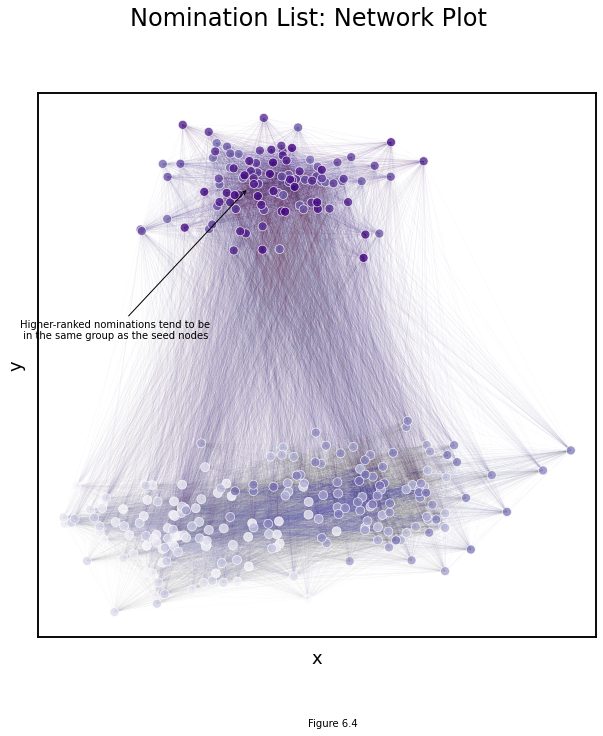 Nomination List: Network Plot
Higher-ranked nominations tend to be
in the same group as the seed nodes
y
x
Figure 6.4